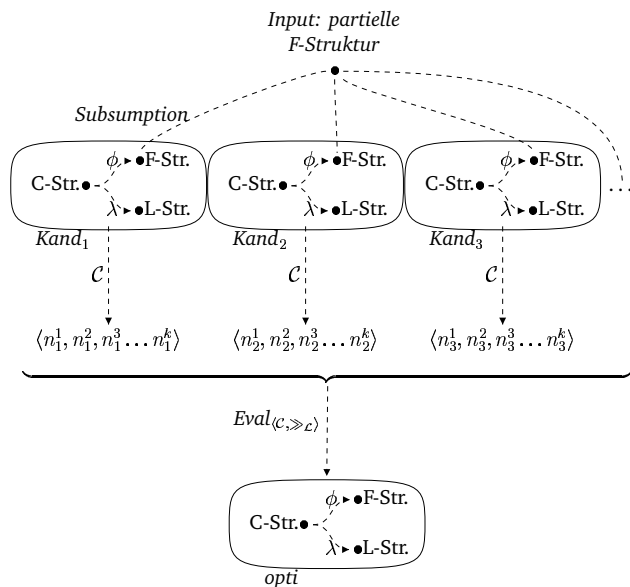 Input: partielle
F-Struktur
Subsumption
ϕ F-Str. ϕ F-Str. ϕ F-Str.
C-Str. C-Str. C-Str. ...
λ L-Str. λ L-Str. λ L-Str.
Kand₁ Kand₂ Kand₃
𝒞 𝒞 𝒞
⟨n₁¹, n₁², n₁³ … n₁ᵏ⟩ ⟨n₂¹, n₂², n₂³ … n₂ᵏ⟩ ⟨n₃¹, n₃², n₃³ … n₃ᵏ⟩
Eval⟨𝒞,≫ℒ⟩
ϕ F-Str.
C-Str.
λ L-Str.
opti